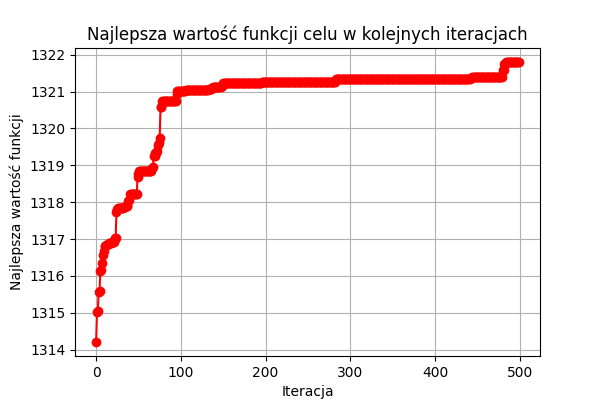 Najlepsza wartość funkcji celu w kolejnych iteracjach
1322
1321
1320
1319
1318
1317
1316
1315
1314
Najlepsza wartość funkcji
0 100 200 300 400 500
Iteracja